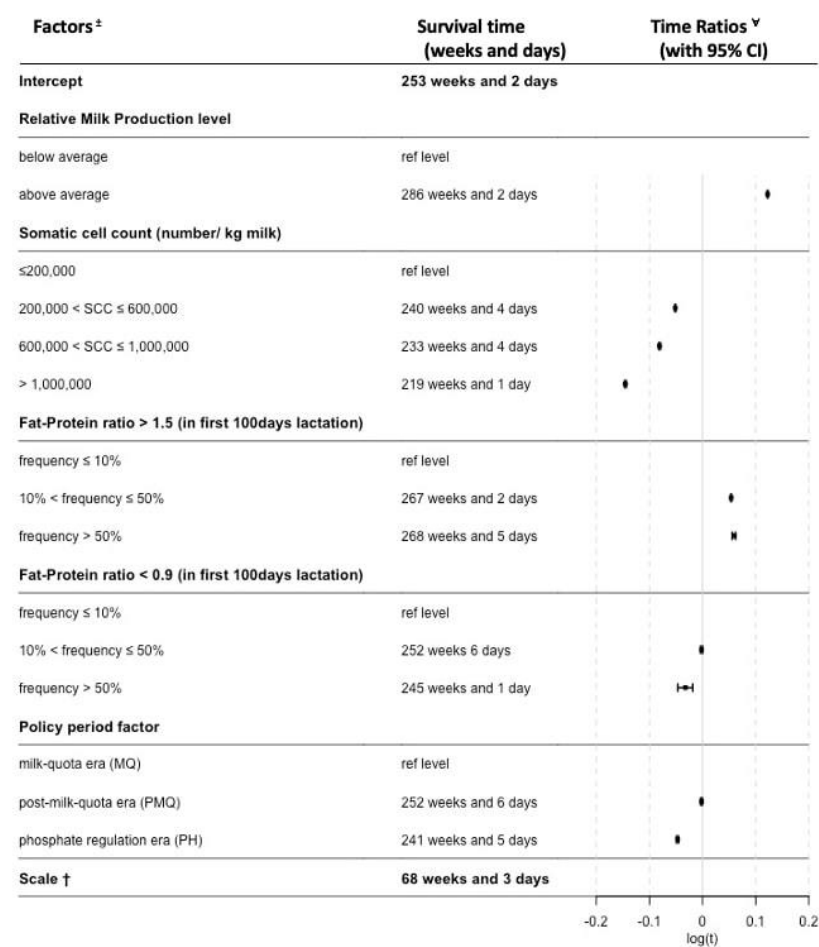 Factors ± Survival time Time Ratios ∀
(weeks and days) (with 95% CI)
Intercept 253 weeks and 2 days
Relative Milk Production level
below average ref level
above average 286 weeks and 2 days
Somatic cell count (number/ kg milk)
≤200,000 ref level
200,000 < SCC ≤ 600,000 240 weeks and 4 days
600,000 < SCC ≤ 1,000,000 233 weeks and 4 days
> 1,000,000 219 weeks and 1 day
Fat-Protein ratio > 1.5 (in first 100days lactation)
frequency ≤ 10% ref level
10% < frequency ≤ 50% 267 weeks and 2 days
frequency > 50% 268 weeks and 5 days
Fat-Protein ratio < 0.9 (in first 100days lactation)
frequency ≤ 10% ref level
10% < frequency ≤ 50% 252 weeks 6 days
frequency > 50% 245 weeks and 1 day
Policy period factor
milk-quota era (MQ) ref level
post-milk-quota era (PMQ) 252 weeks and 6 days
phosphate regulation era (PH) 241 weeks and 5 days
Scale † 68 weeks and 3 days
-0.2 -0.1 0 0.1 0.2
log(t)